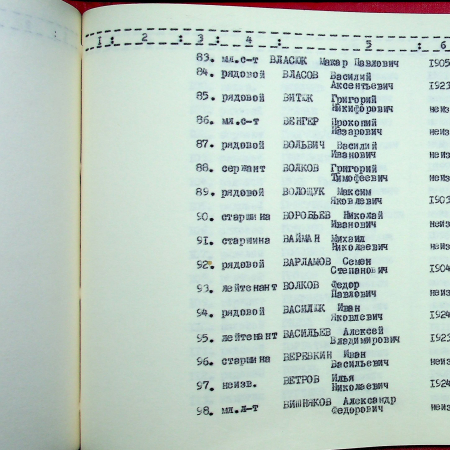 1 : 2 : 3 : 4 : 5 : 6
83. мл.с-т ВЛАСЮК Макар Павлович 1905
84. рядовой ВЛАСОВ Василий
Аксентьевич 1923
85. рядовой ВИТЮК Григорий
Никифорович неиз
86. мл.с-т ВЕНГЕР Прокопий
Назарович неиз
87. рядовой ВОЛЬВИЧ Василий
Иванович неиз
88. сержант ВОЛКОВ Григорий
Тимофеевич неиз
89. рядовой ВОЛОЩУК Максим
Яковлевич 1903
90. старшина ВОРОБЬЕВ Николай
Иванович неиз
91. старшина ВАЙМАН Михаил
Николаевич неиз
92. рядовой ВАРЛАМОВ Семен
Степанович 1904
93. лейтенант ВОЛКОВ Федор
Павлович неиз
94. рядовой ВАСИЛЮК Иван
Яковлевич 1924
95. лейтенант ВАСИЛЬЕВ Алексей
Владимирович 1923
96. старшина ВЕРЕВКИН Иван
Васильевич неиз
97. неизв. ВЕТРОВ Илья
Николаевич 1924
98. мл.л-т ВИШНЯКОВ Александр
Федорович неиз